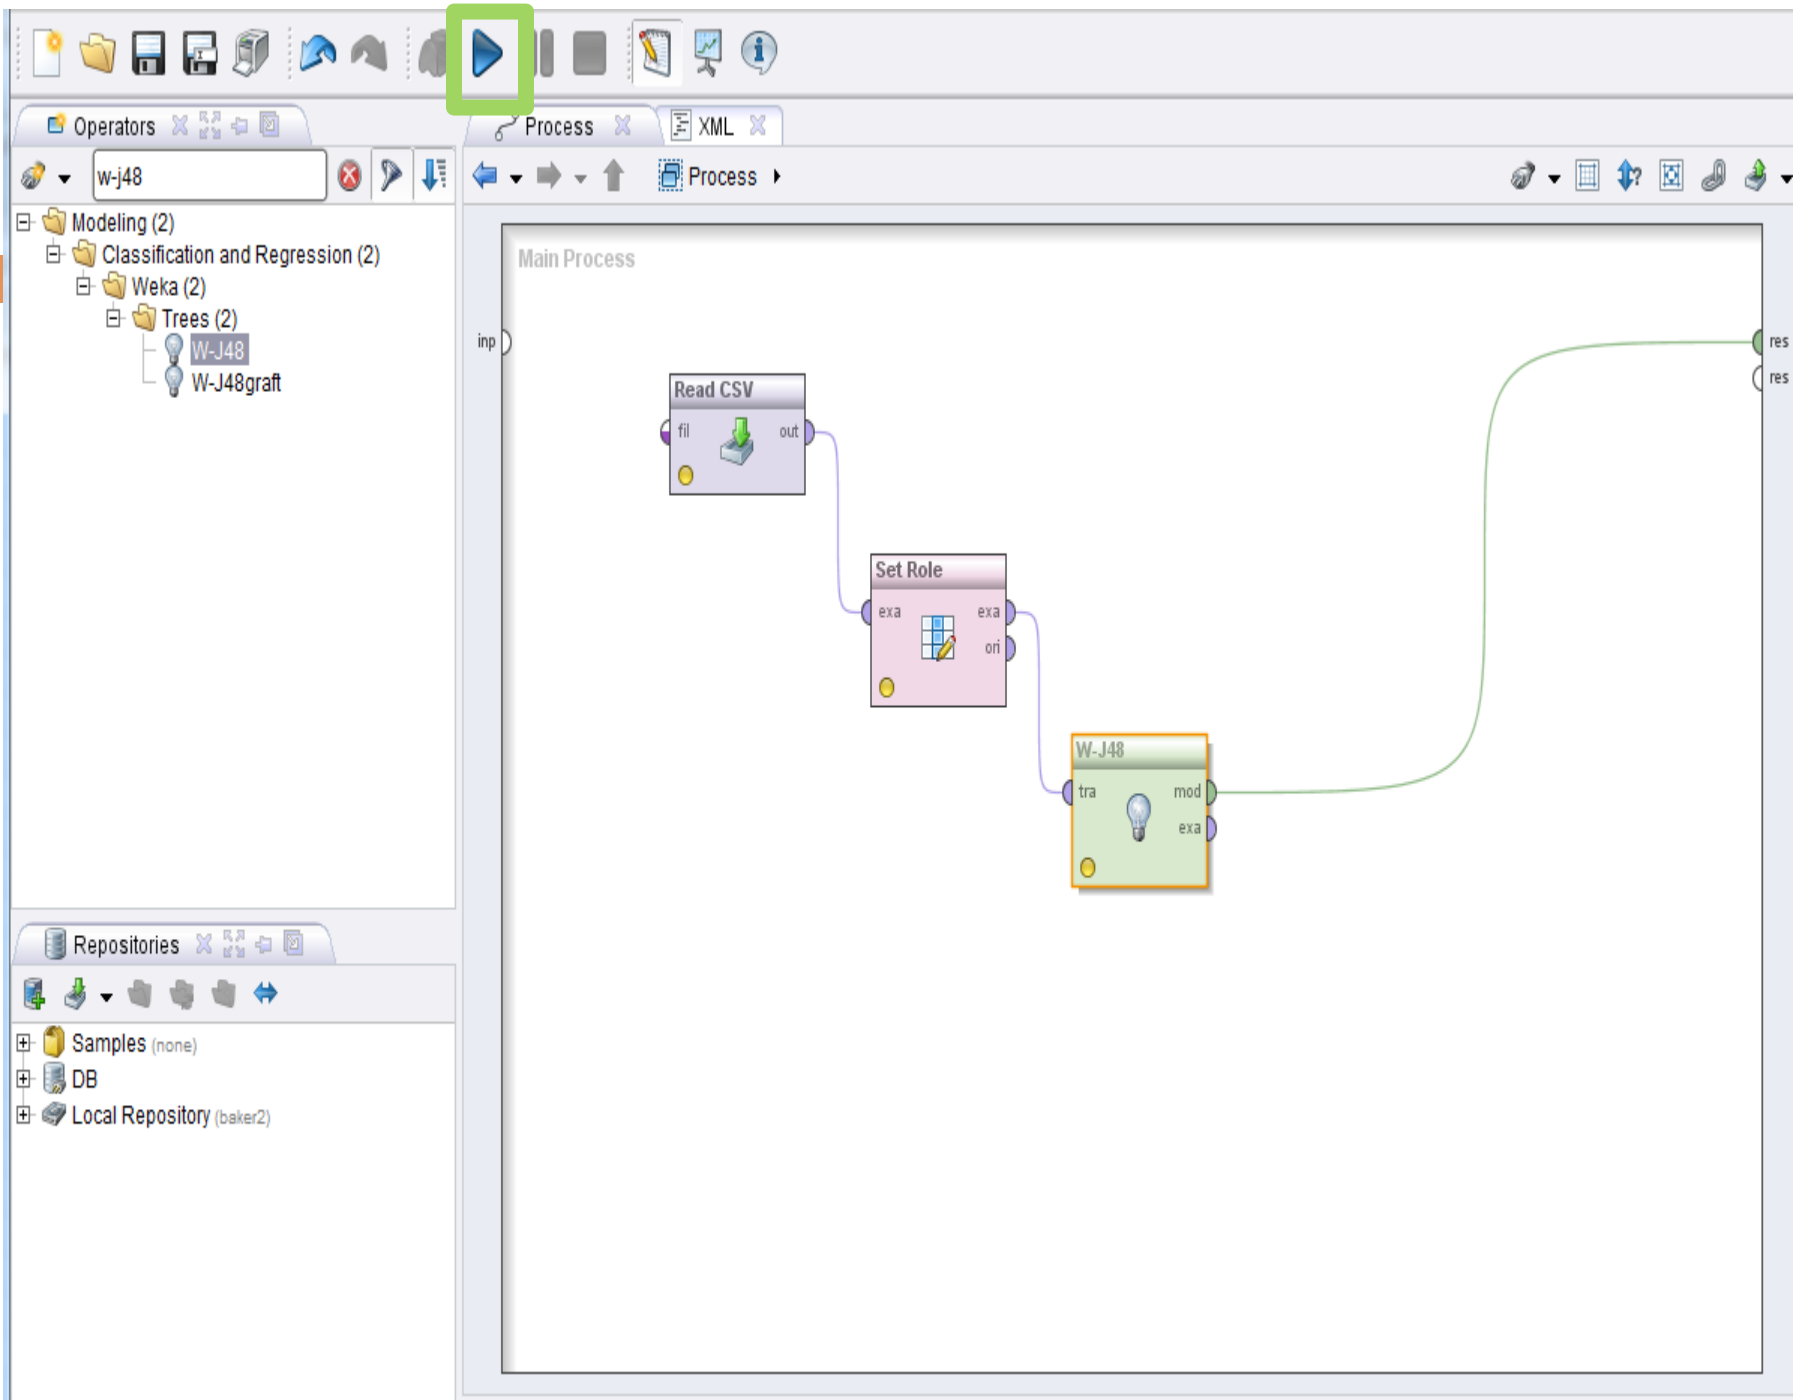 Operators
Process
XML
w-j48
Process
Modeling (2)
Classification and Regression (2)
Weka (2)
Trees (2)
W-J48
W-J48graft
Main Process
inp
res
res
Read CSV
fil
out
Set Role
exa
exa
ori
W-J48
tra
mod
exa
Repositories
Samples (none)
DB
Local Repository (baker2)